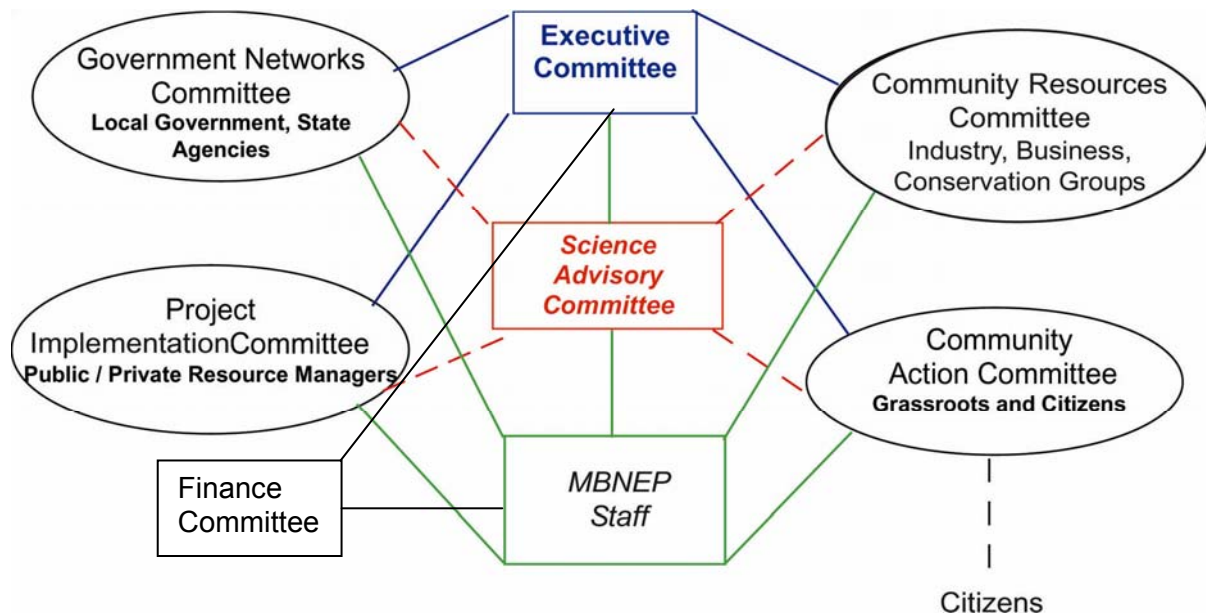 Government Networks
Committee
Local Government, State
Agencies
Executive
Committee
Community Resources
Committee
Industry, Business,
Conservation Groups
Science
Advisory
Committee
Project
ImplementationCommittee
Public / Private Resource Managers
Community
Action Committee
Grassroots and Citizens
Finance
Committee
MBNEP
Staff
Citizens